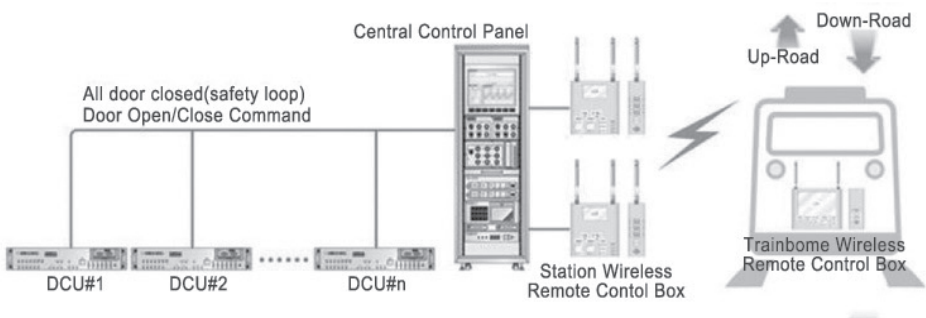 Central Control Panel
Down-Road
Up-Road
All door closed(safety loop)
Door Open/Close Command
DCU#1
DCU#2
DCU#n
Station Wireless
Remote Contol Box
Trainbome Wireless
Remote Control Box